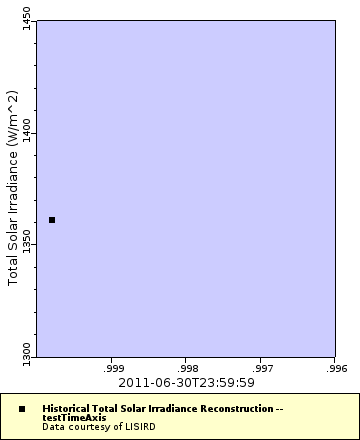 1450
1400
1350
1300
Total Solar Irradiance (W/m^2)
.999
.998
.997
.996
2011-06-30T23:59:59
Historical Total Solar Irradiance Reconstruction --
testTimeAxis
Data courtesy of LISIRD